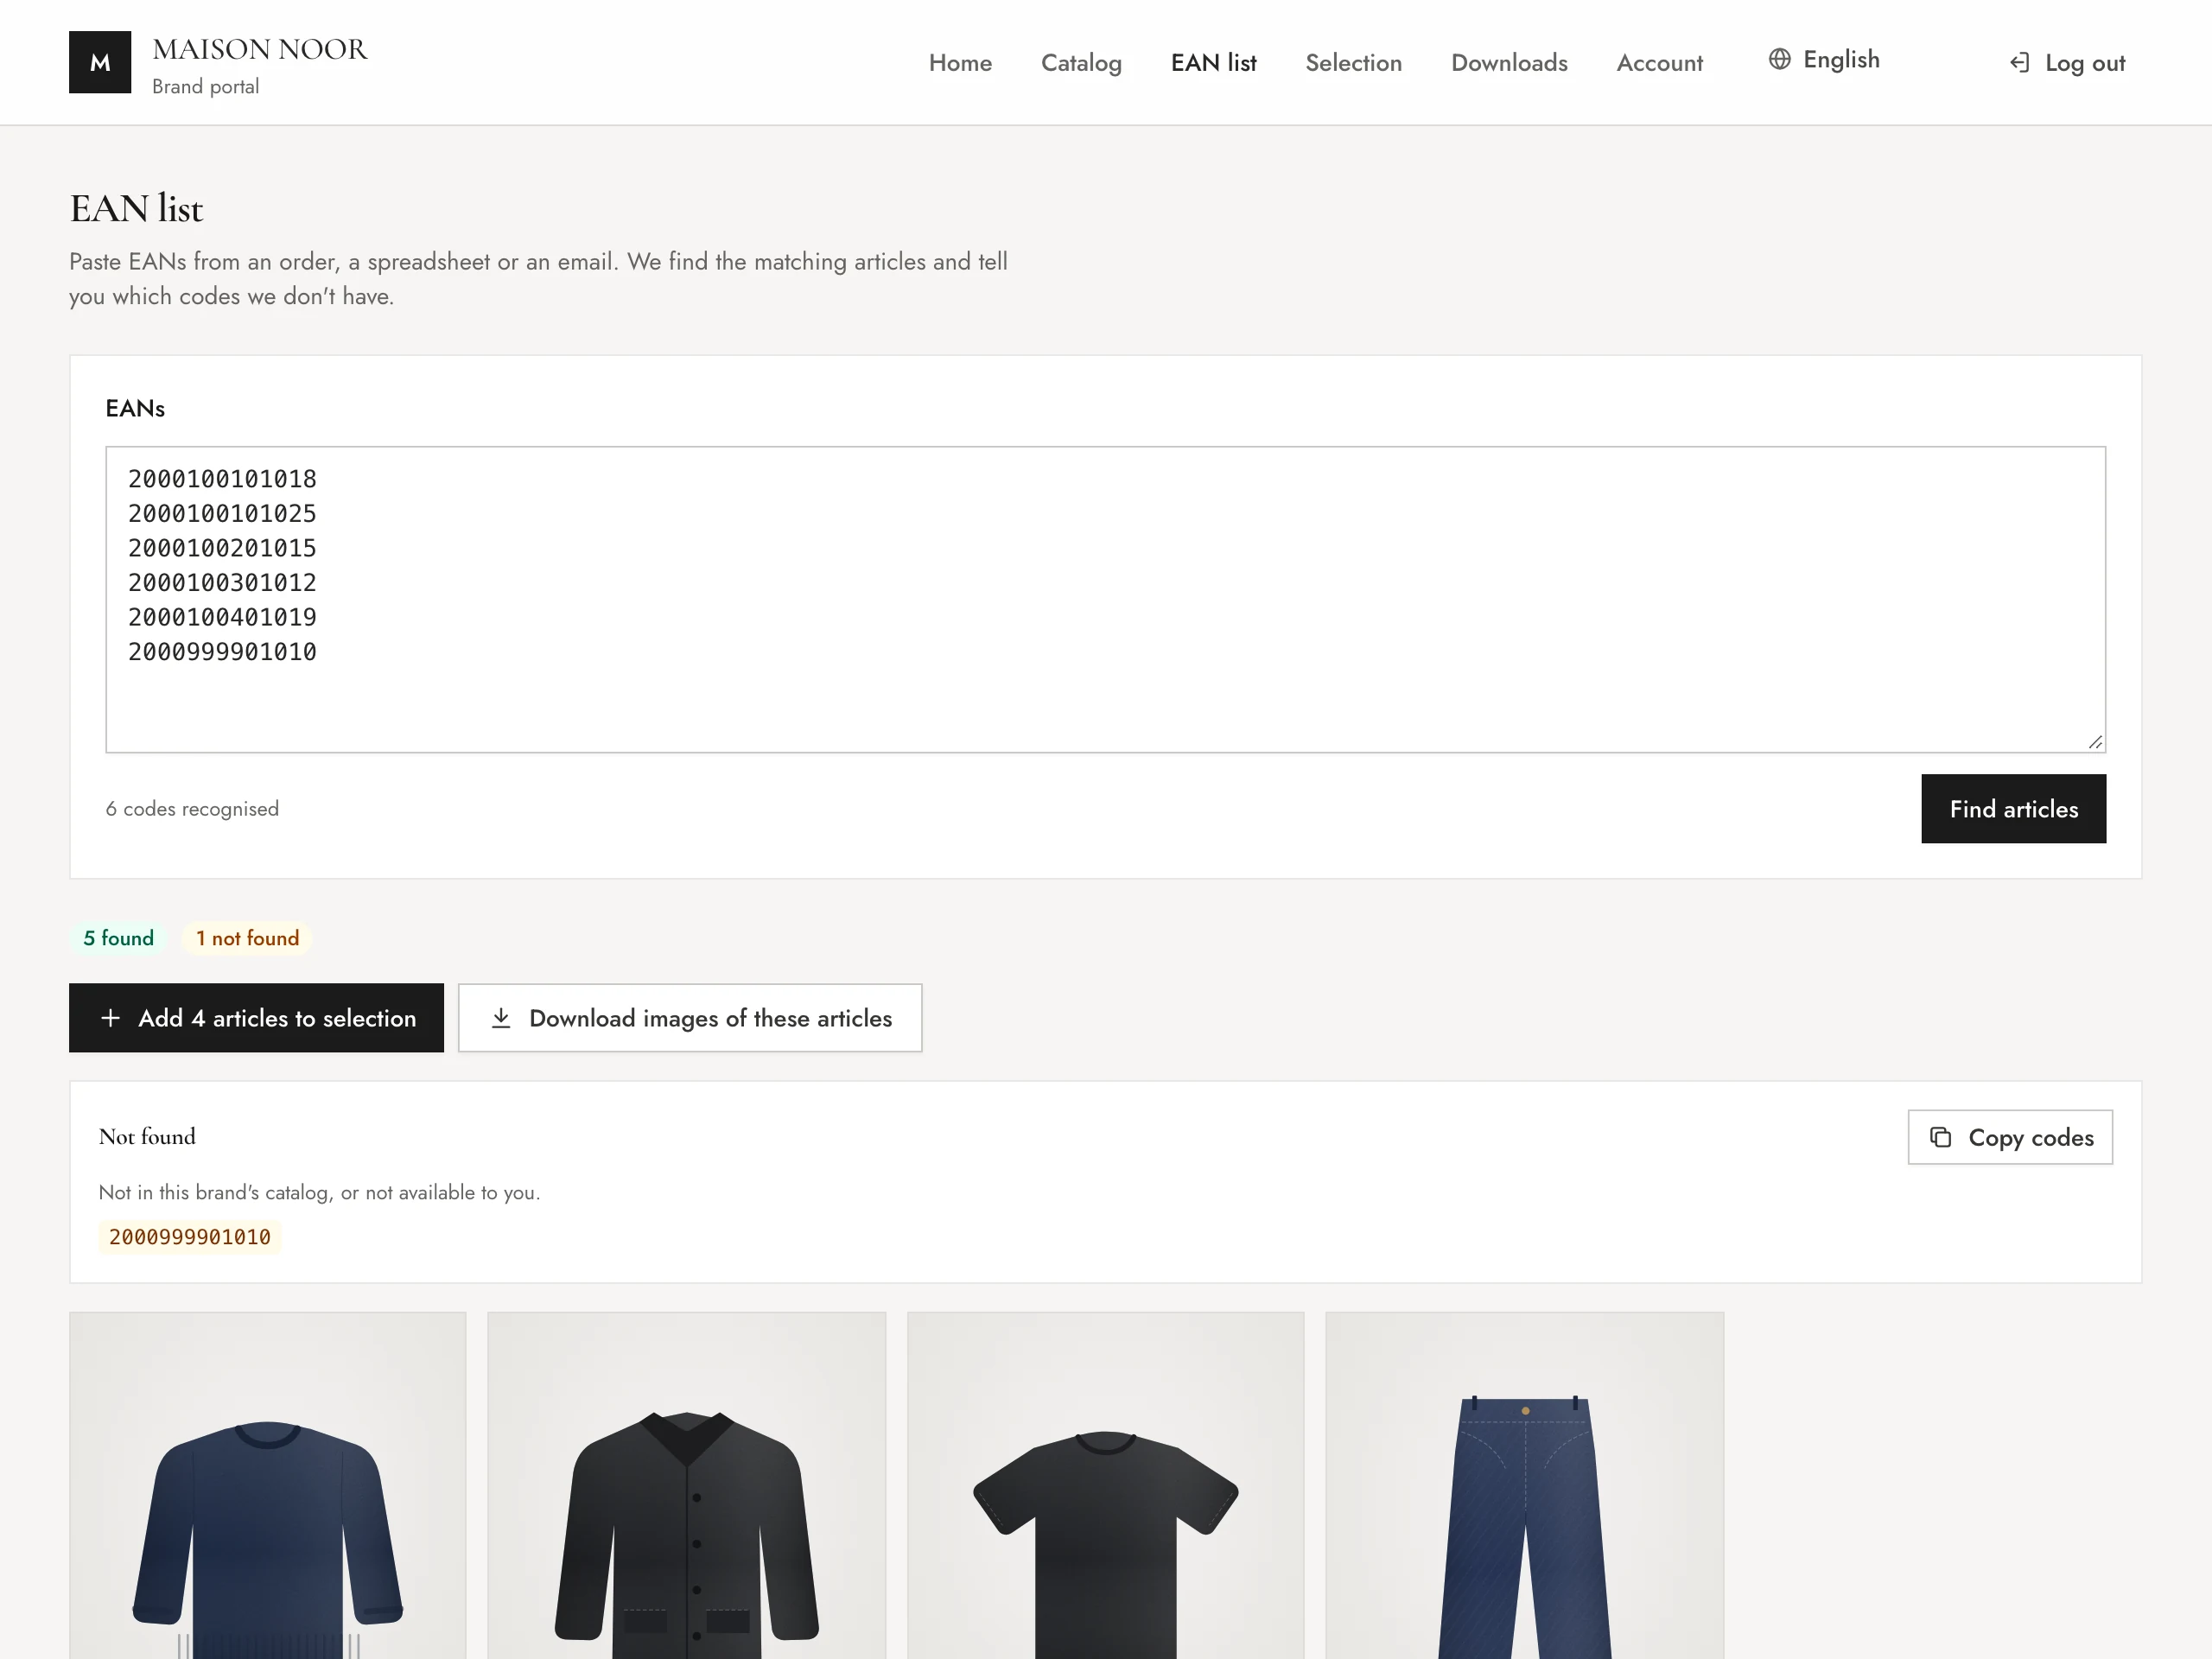 M
MAISON NOOR
Brand portal
Home
Catalog
EAN list
Selection
Downloads
Account
English
Log out
EAN list
Paste EANs from an order, a spreadsheet or an email. We find the matching articles and tell
you which codes we don't have.
EANs
2000100101018
2000100101025
2000100201015
2000100301012
2000100401019
2000999901010
6 codes recognised
Find articles
5 found
1 not found
Add 4 articles to selection
Download images of these articles
Not found
Copy codes
Not in this brand's catalog, or not available to you.
2000999901010